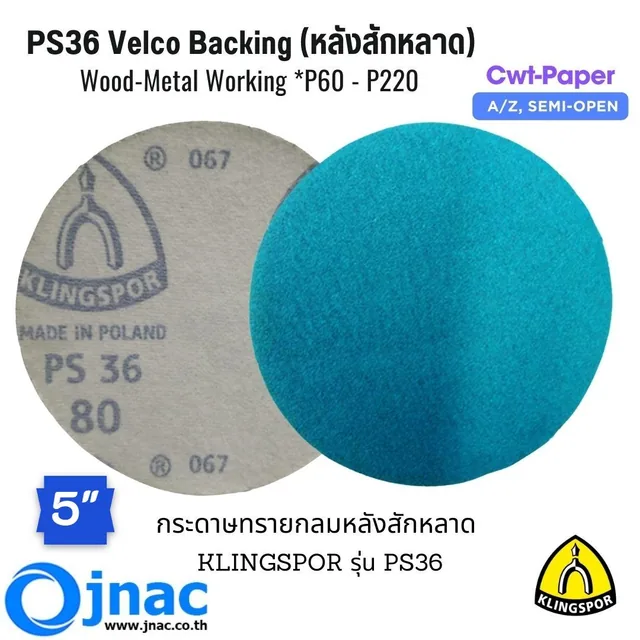 PS36 Velco Backing (หลังสักหลาด)
Wood-Metal Working *P60 - P220
Cwt-Paper
A/Z, SEMI-OPEN
® 067
KLINGSPOR
MADE IN POLAND
PS 36
80
® 067
5"
กระดาษทรายกลมหลังสักหลาด
KLINGSPOR รุ่น PS36
jnac
www.jnac.co.th
KLINGSPOR